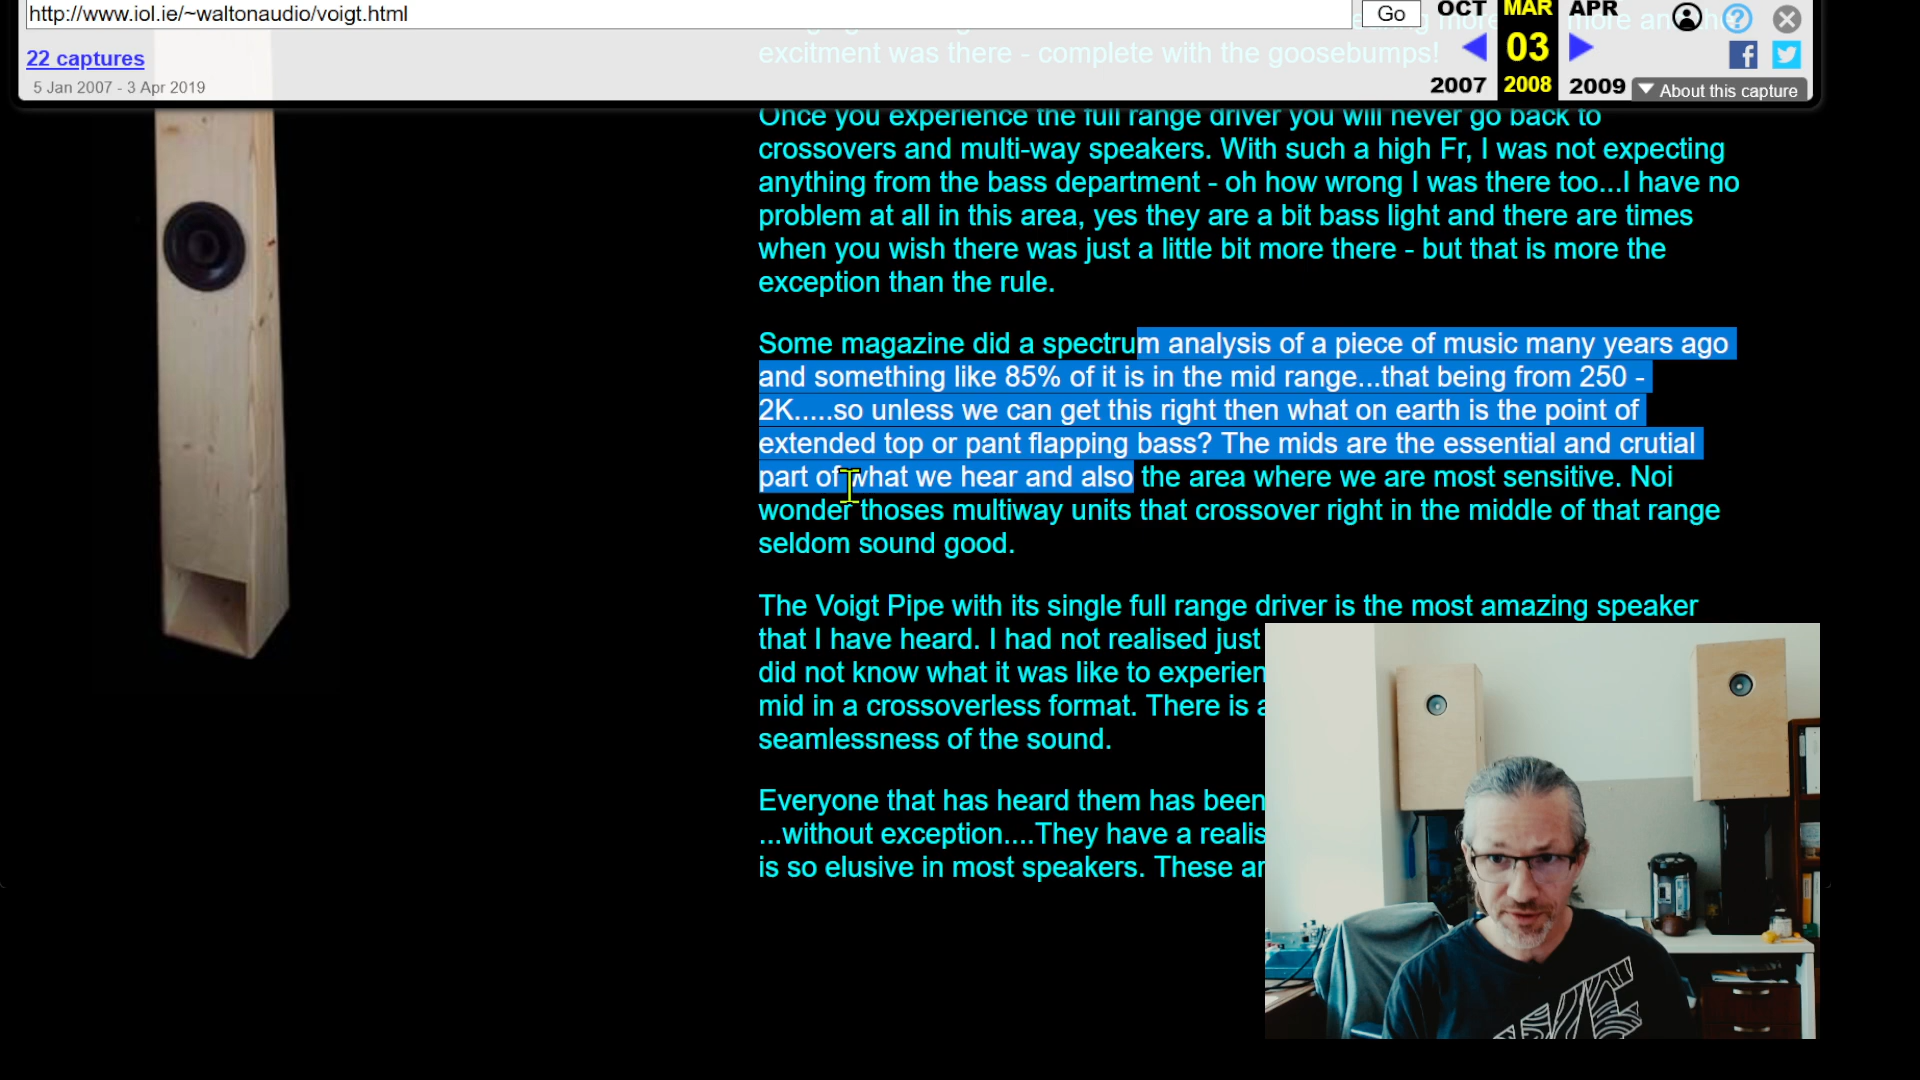 http://www.iol.ie/~waltonaudio/voigt.html
Go
OCT MAR APR
22 captures
03
5 Jan 2007 - 3 Apr 2019
2007 2008 2009
About this capture
excitment was there - complete with the goosebumps!
Once you experience the full range driver you will never go back to
crossovers and multi-way speakers. With such a high Fr, I was not expecting
anything from the bass department - oh how wrong I was there too...I have no
problem at all in this area, yes they are a bit bass light and there are times
when you wish there was just a little bit more there - but that is more the
exception than the rule.
Some magazine did a spectrum analysis of a piece of music many years ago
and something like 85% of it is in the mid range...that being from 250 -
2K.....so unless we can get this right then what on earth is the point of
extended top or pant flapping bass? The mids are the essential and crutial
part of what we hear and also the area where we are most sensitive. Noi
wonder thoses multiway units that crossover right in the middle of that range
seldom sound good.
The Voigt Pipe with its single full range driver is the most amazing speaker
that I have heard. I had not realised just
did not know what it was like to
mid in a crossoverless format. There is
seamlessness of the sound.
Everyone that has heard them has been
...without exception....They have a
is so elusive in most speakers. These